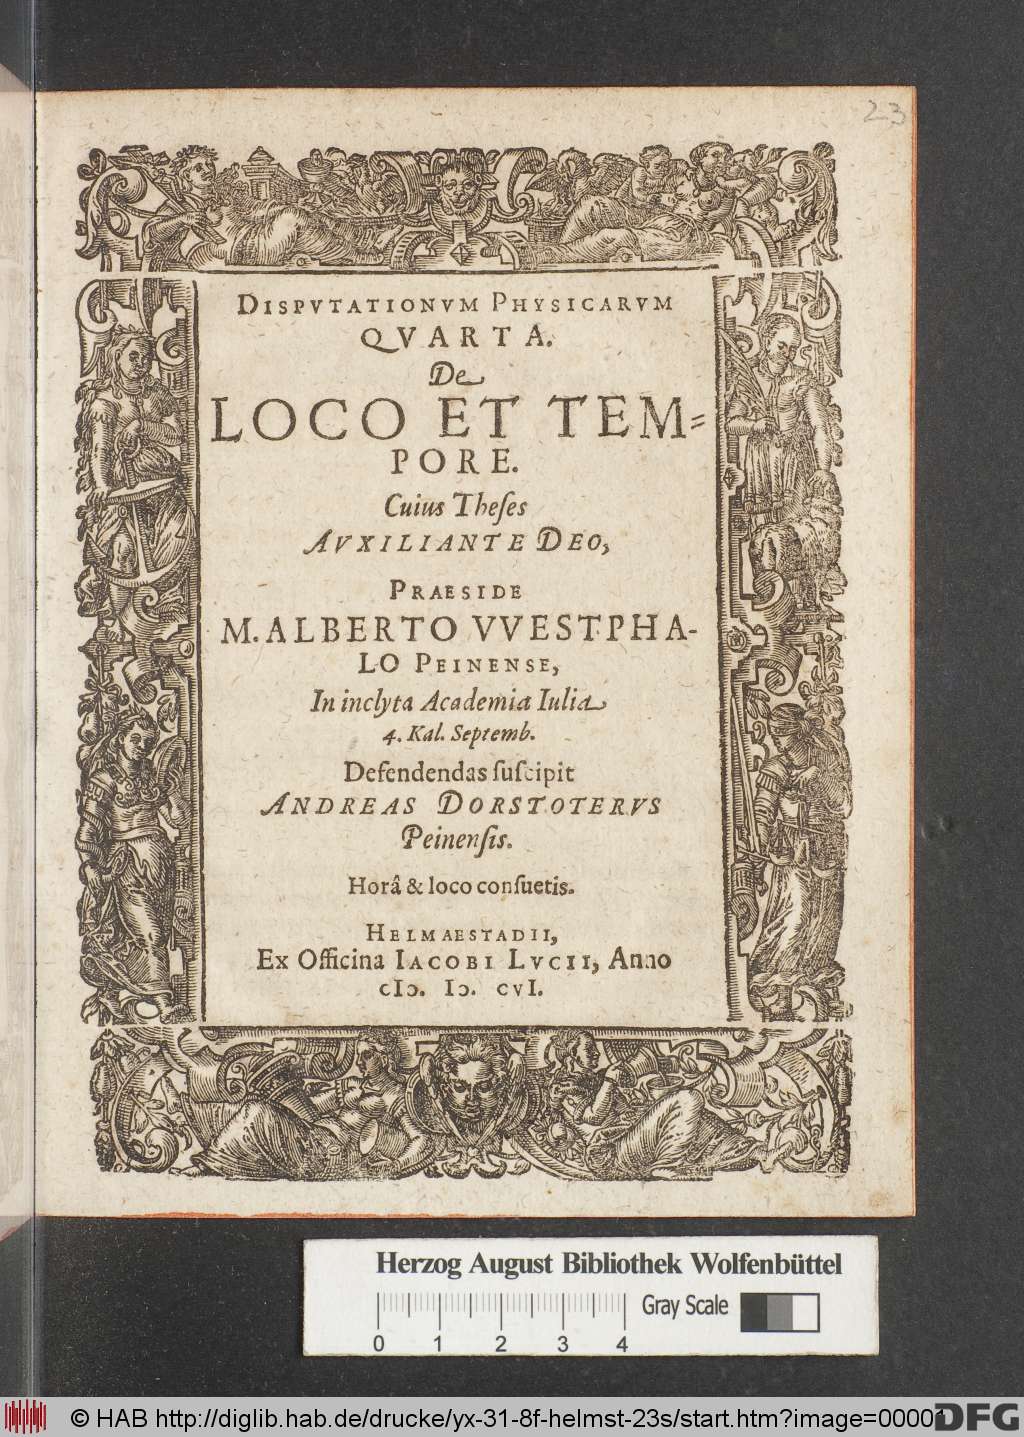 23
DISPVTATIONVM PHYSICARVM
QVARTA.
De
LOCO ET TEM=
PORE.
Cuius Theſes
AVXILIANTE DEO,
PRAESIDE
M. ALBERTO VVESTPHA-
LO PEINENSE,
In inclyta Academia Iulia
4. Kal. Septemb.
Defendendas ſuſcipit
ANDREAS DORSTOTERVS
Peinenſis.
Horâ & loco conſuetis.
HELMAESTADII,
Ex Officina IACOBI LVCII, Anno
cIↄ. Iↄ. cvI.
Herzog August Bibliothek Wolfenbüttel
Gray Scale
0 1 2 3 4
© HAB http://diglib.hab.de/drucke/yx-31-8f-helmst-23s/start.htm?image=00001
DFG